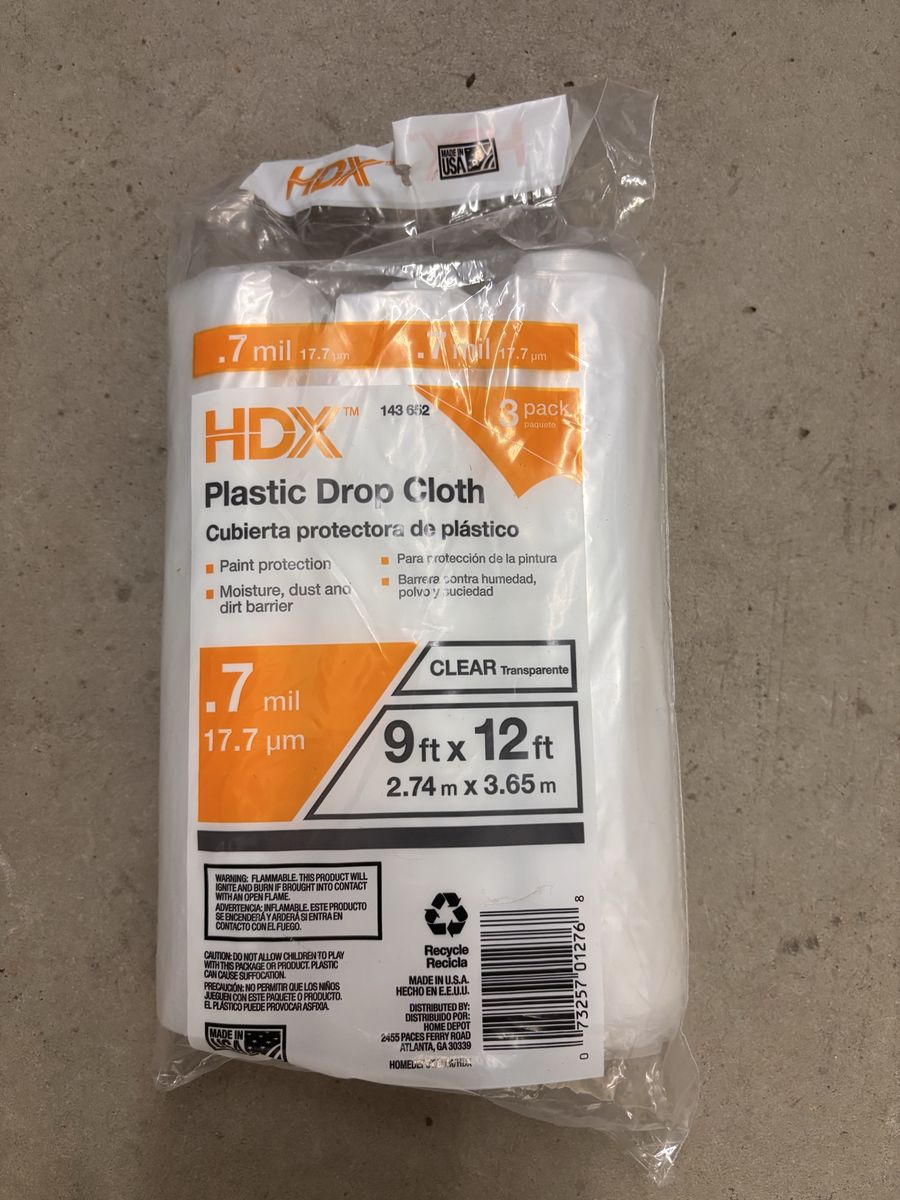 HDX
MADE IN
USA
.7 mil 17.7 µm .7 mil 17.7 µm
HDX™ 143 652
3 pack
paquete
Plastic Drop Cloth
Cubierta protectora de plástico
Paint protection
Moisture, dust and
dirt barrier
Para protección de la pintura
Barrera contra humedad,
polvo y suciedad
.7 mil
17.7 µm
CLEAR Transparente
9 ft x 12 ft
2.74 m x 3.65 m
WARNING: FLAMMABLE. THIS PRODUCT WILL
IGNITE AND BURN IF BROUGHT INTO CONTACT
WITH AN OPEN FLAME.
ADVERTENCIA: INFLAMABLE. ESTE PRODUCTO
SE ENCENDERÁ Y ARDERÁ SI ENTRA EN
CONTACTO CON EL FUEGO.
CAUTION: DO NOT ALLOW CHILDREN TO PLAY
WITH THIS PACKAGE OR PRODUCT. PLASTIC
CAN CAUSE SUFFOCATION.
PRECAUCIÓN: NO PERMITIR QUE LOS NIÑOS
JUEGUEN CON ESTE PAQUETE O PRODUCTO.
EL PLÁSTICO PUEDE PROVOCAR ASFIXIA.
MADE IN
USA
Recycle
Recicla
MADE IN U.S.A.
HECHO EN E.E.U.U.
DISTRIBUTED BY:
DISTRIBUIDO POR:
HOME DEPOT
2455 PACES FERRY ROAD
ATLANTA, GA 30339
0 73257 01276 8